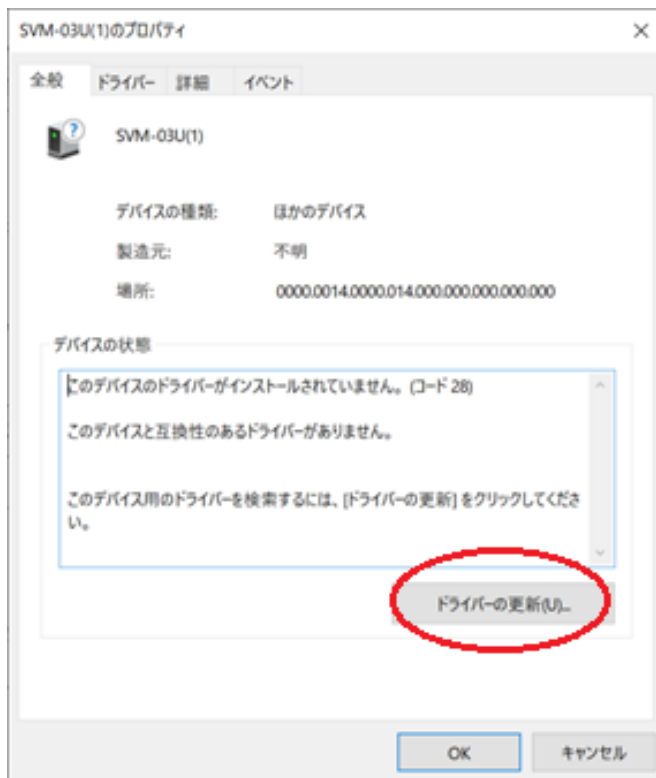 SVM-03U(1)のプロパティ
全般 ドライバー 詳細 イベント
SVM-03U(1)
デバイスの種類: ほかのデバイス
製造元: 不明
場所: 0000.0014.0000.014.000.000.000.000.000
デバイスの状態
このデバイスのドライバーがインストールされていません。(コード 28)
このデバイスと互換性のあるドライバーがありません。
このデバイス用のドライバーを検索するには、[ドライバーの更新] をクリックしてくださ
い。
ドライバーの更新(U)...
OK キャンセル